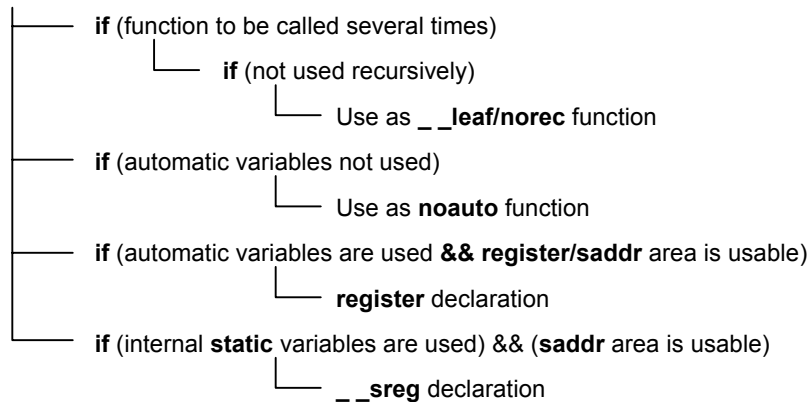 if (function to be called several times)
if (not used recursively)
Use as _ _leaf/norec function
if (automatic variables not used)
Use as noauto function
if (automatic variables are used && register/saddr area is usable)
register declaration
if (internal static variables are used) && (saddr area is usable)
_ _sreg declaration